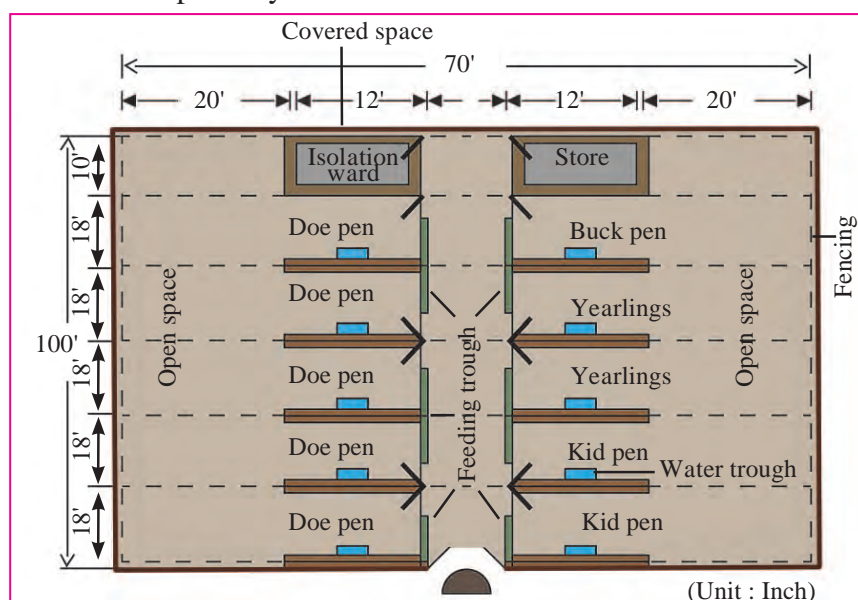 Covered space
70'
20'
12'
12'
20'
10'
Isolation
ward
Store
18'
Doe pen
Buck pen
Fencing
18'
Doe pen
Yearlings
100'
Open space
Feeding trough
Open space
18'
Doe pen
Yearlings
18'
Doe pen
Kid pen
Water trough
18'
Doe pen
Kid pen
(Unit : Inch)